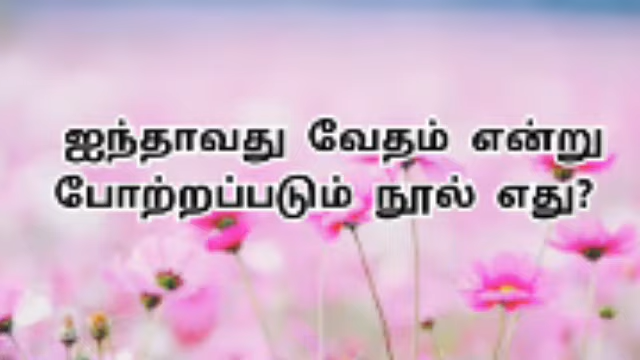 ஐந்தாவது வேதம் என்று
போற்றப்படும் நூல் எது?